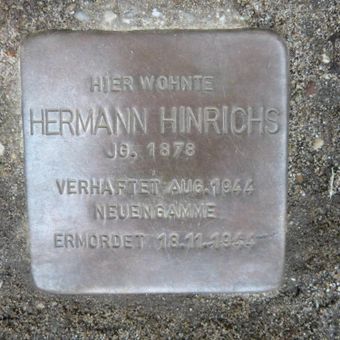 HIER WOHNTE
HERMANN HINRICHS
JG. 1878
VERHAFTET AUG. 1944
NEUENGAMME
ERMORDET 18.11.1944